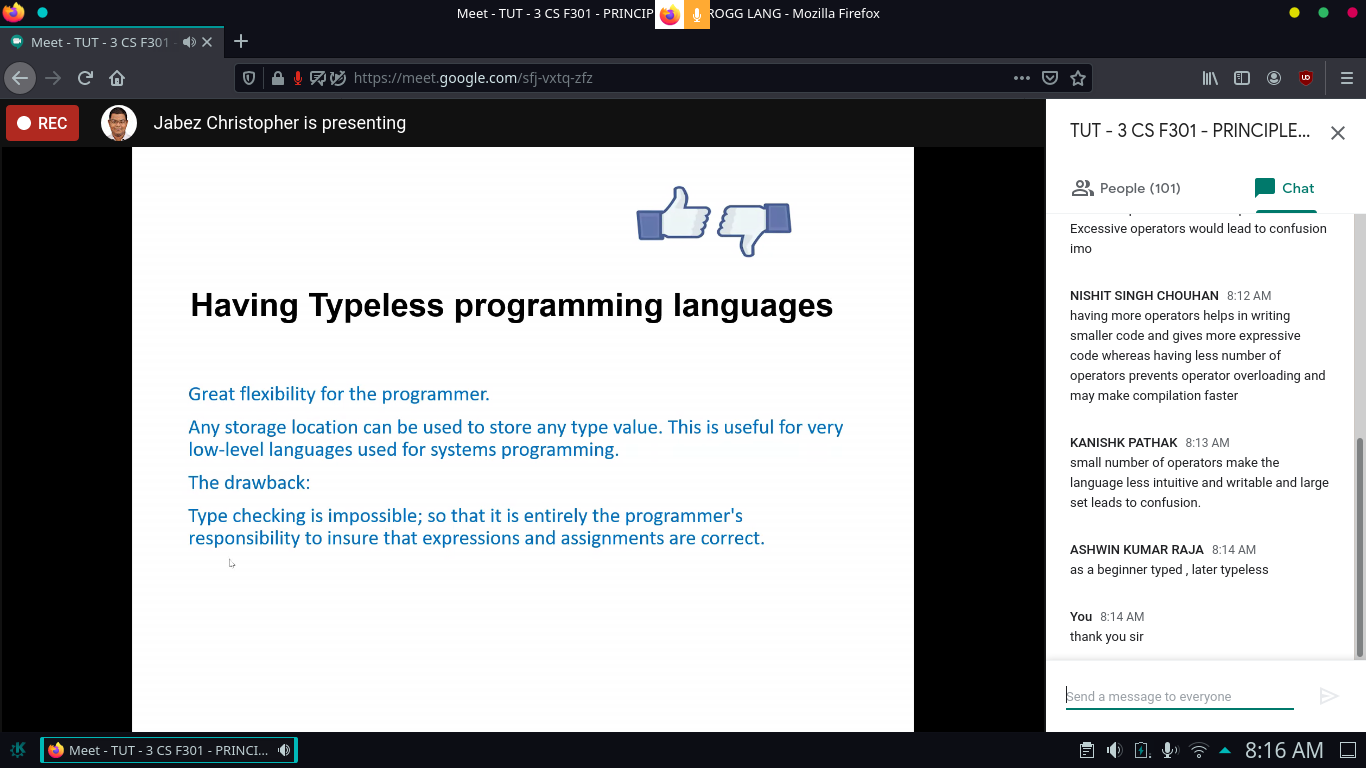 Meet - TUT - 3 CS F301 - PRINCIP ROGG LANG - Mozilla Firefox
Meet - TUT - 3 CS F301 -
https://meet.google.com/sfj-vxtq-zfz
REC
Jabez Christopher is presenting
Having Typeless programming languages
Great flexibility for the programmer.
Any storage location can be used to store any type value. This is useful for very
low-level languages used for systems programming.
The drawback:
Type checking is impossible; so that it is entirely the programmer's
responsibility to insure that expressions and assignments are correct.
TUT - 3 CS F301 - PRINCIPLE...
People (101)
Chat
Excessive operators would lead to confusion
imo
NISHIT SINGH CHOUHAN 8:12 AM
having more operators helps in writing
smaller code and gives more expressive
code whereas having less number of
operators prevents operator overloading and
may make compilation faster
KANISHK PATHAK 8:13 AM
small number of operators make the
language less intuitive and writable and large
set leads to confusion.
ASHWIN KUMAR RAJA 8:14 AM
as a beginner typed , later typeless
You 8:14 AM
thank you sir
Send a message to everyone
Meet - TUT - 3 CS F301 - PRINCI...
8:16 AM